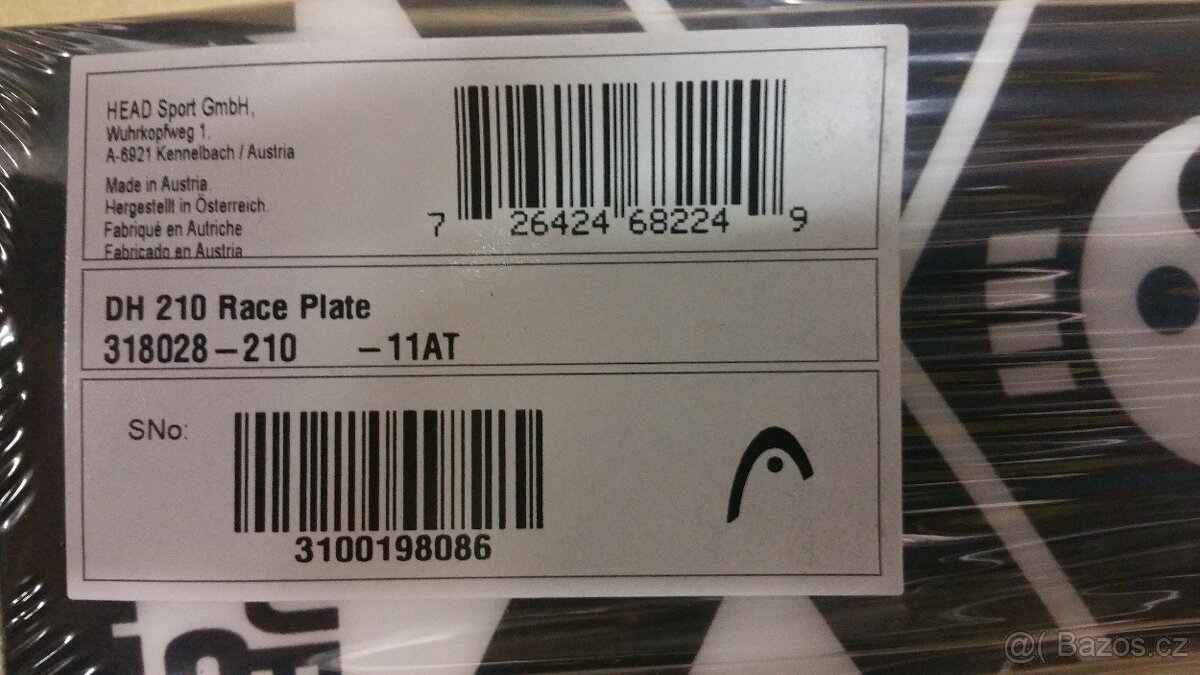 HEAD Sport GmbH,
Wuhrkopfweg 1.
A-6921 Kennelbach / Austria
Made in Austria.
Hergestellt in Österreich.
Fabriqué en Autriche
Fabricado en Austria
7 26424 68224 9
DH 210 Race Plate
318028-210 -11AT
SNo:
3100198086
@( Bazos.cz